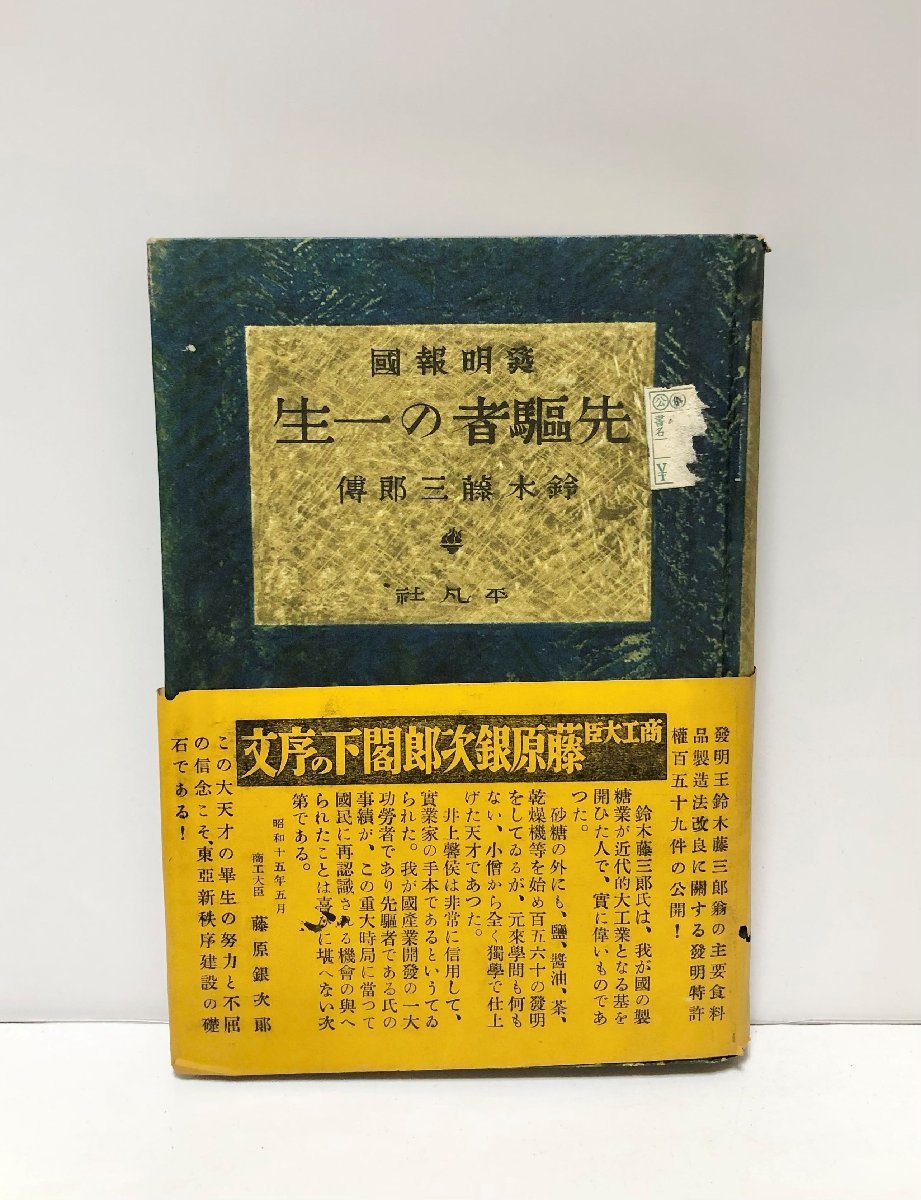 發明報國
先驅者の一生
鈴木藤三郎傳
平凡社
公
書名
¥
發明王鈴木藤三郎翁の主要食料
品製造法改良に關する發明特許
權百五十九件の公開!
商工大臣藤原銀次郎閣下の序文
鈴木藤三郎氏は、我が國の製
糖業が近代的大工業となる基を
開ひた人で、實に偉いものであ
つた。
砂糖の外にも、鹽、醬油、茶、
乾燥機等を始め百五六十の發明
をしてゐるが、元來學問も何も
ない、小僧から全く獨學で仕上
げた天才であつた。
井上馨侯は非常に信用して、
實業家の手本であるというてゐ
られた。我が國產業開發の一大
功勞者であり先驅者である氏の
事績が、この重大時局に當つて
國民に再認識される機會の與へ
られたことは喜に堪へない次
第である。
昭和十五年五月
商工大臣 藤原銀次郎
この大天才の畢生の努力と不屈
の信念こそ、東亞新秩序建設の礎
石である!